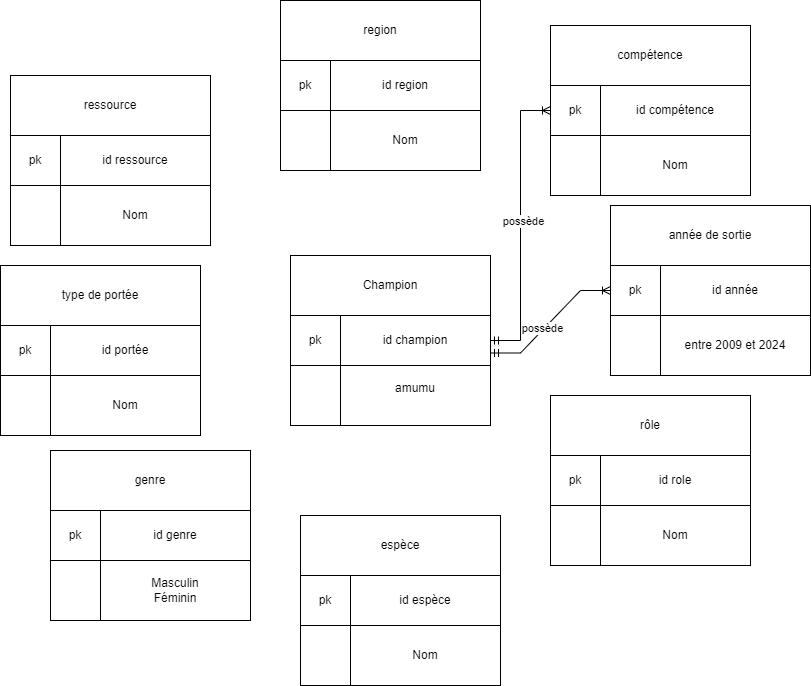 region
pk
id region
Nom
compétence
pk
id compétence
Nom
ressource
pk
id ressource
Nom
possède
année de sortie
pk
id année
entre 2009 et 2024
type de portée
pk
id portée
Nom
Champion
pk
id champion
amumu
possède
rôle
pk
id role
Nom
genre
pk
id genre
Masculin
Féminin
espèce
pk
id espèce
Nom